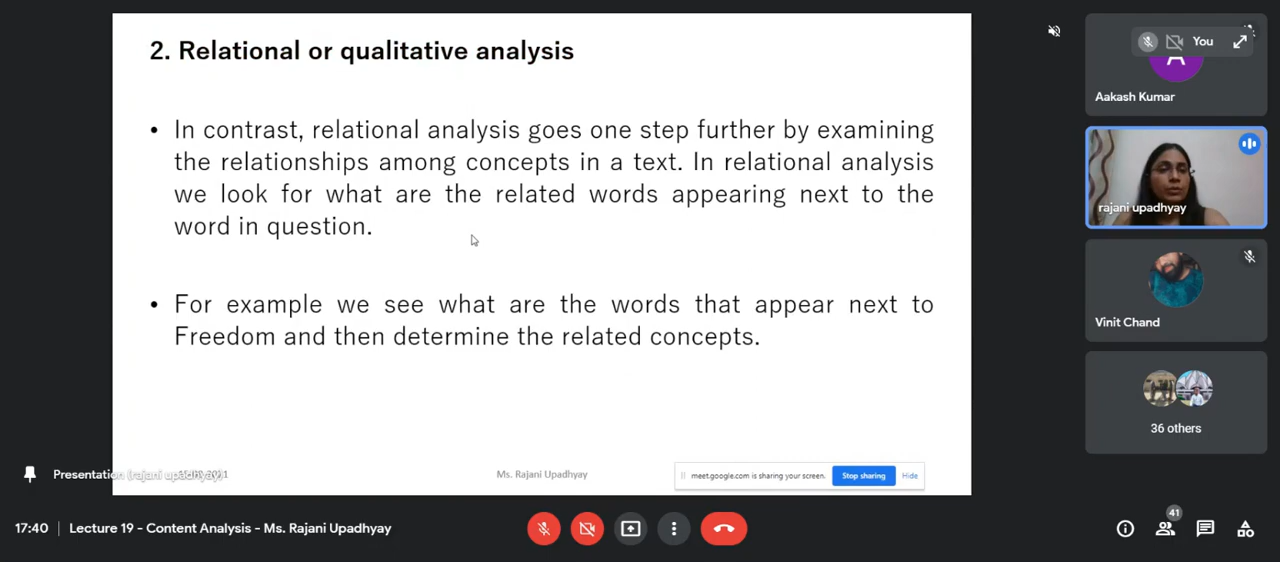 2. Relational or qualitative analysis
• In contrast, relational analysis goes one step further by examining
the relationships among concepts in a text. In relational analysis
we look for what are the related words appearing next to the
word in question.
• For example we see what are the words that appear next to
Freedom and then determine the related concepts.
Ms. Rajani Upadhyay
meet.google.com is sharing your screen. Stop sharing Hide
Presentation (rajani upadhyay)
You
A
Aakash Kumar
rajani upadhyay
Vinit Chand
36 others
17:40 | Lecture 19 - Content Analysis - Ms. Rajani Upadhyay
41